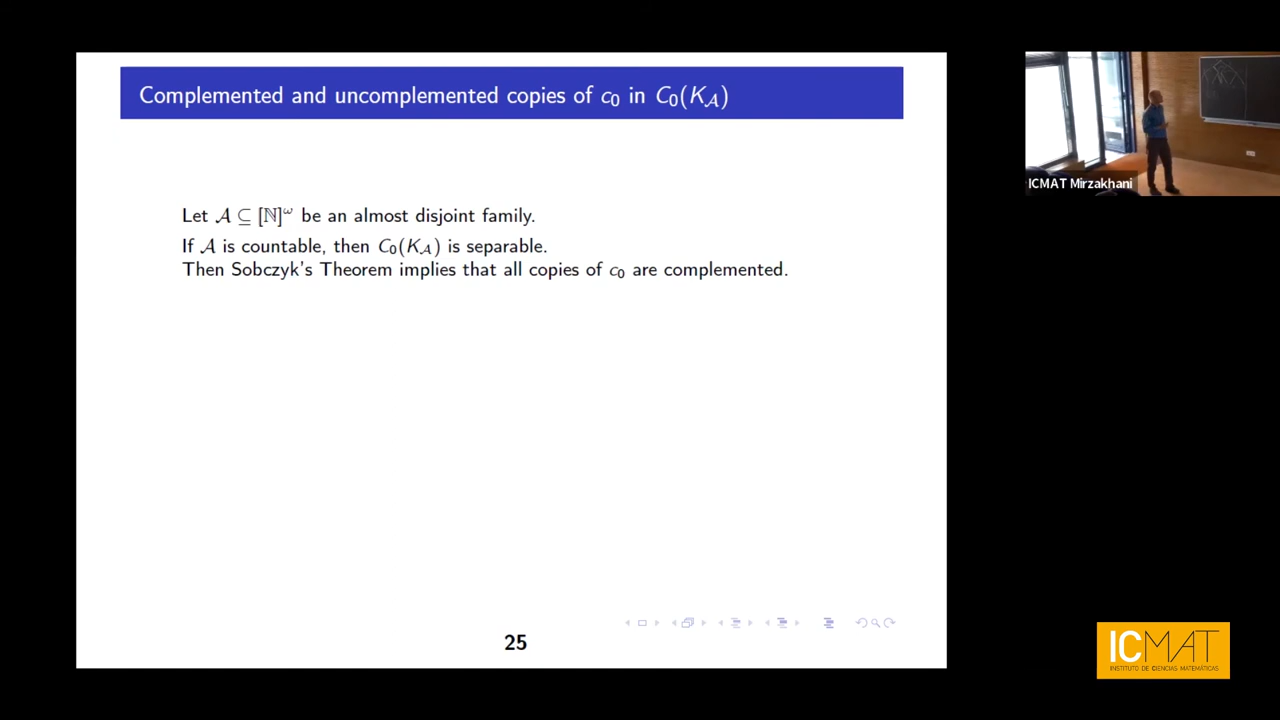 Complemented and uncomplemented copies of c₀ in C₀(K_𝒜)
Let 𝒜 ⊆ [ℕ]^ω be an almost disjoint family.
If 𝒜 is countable, then C₀(K_𝒜) is separable.
Then Sobczyk's Theorem implies that all copies of c₀ are complemented.
25
ICMAT Mirzakhani
ICMAT
INSTITUTO DE CIENCIAS MATEMÁTICAS